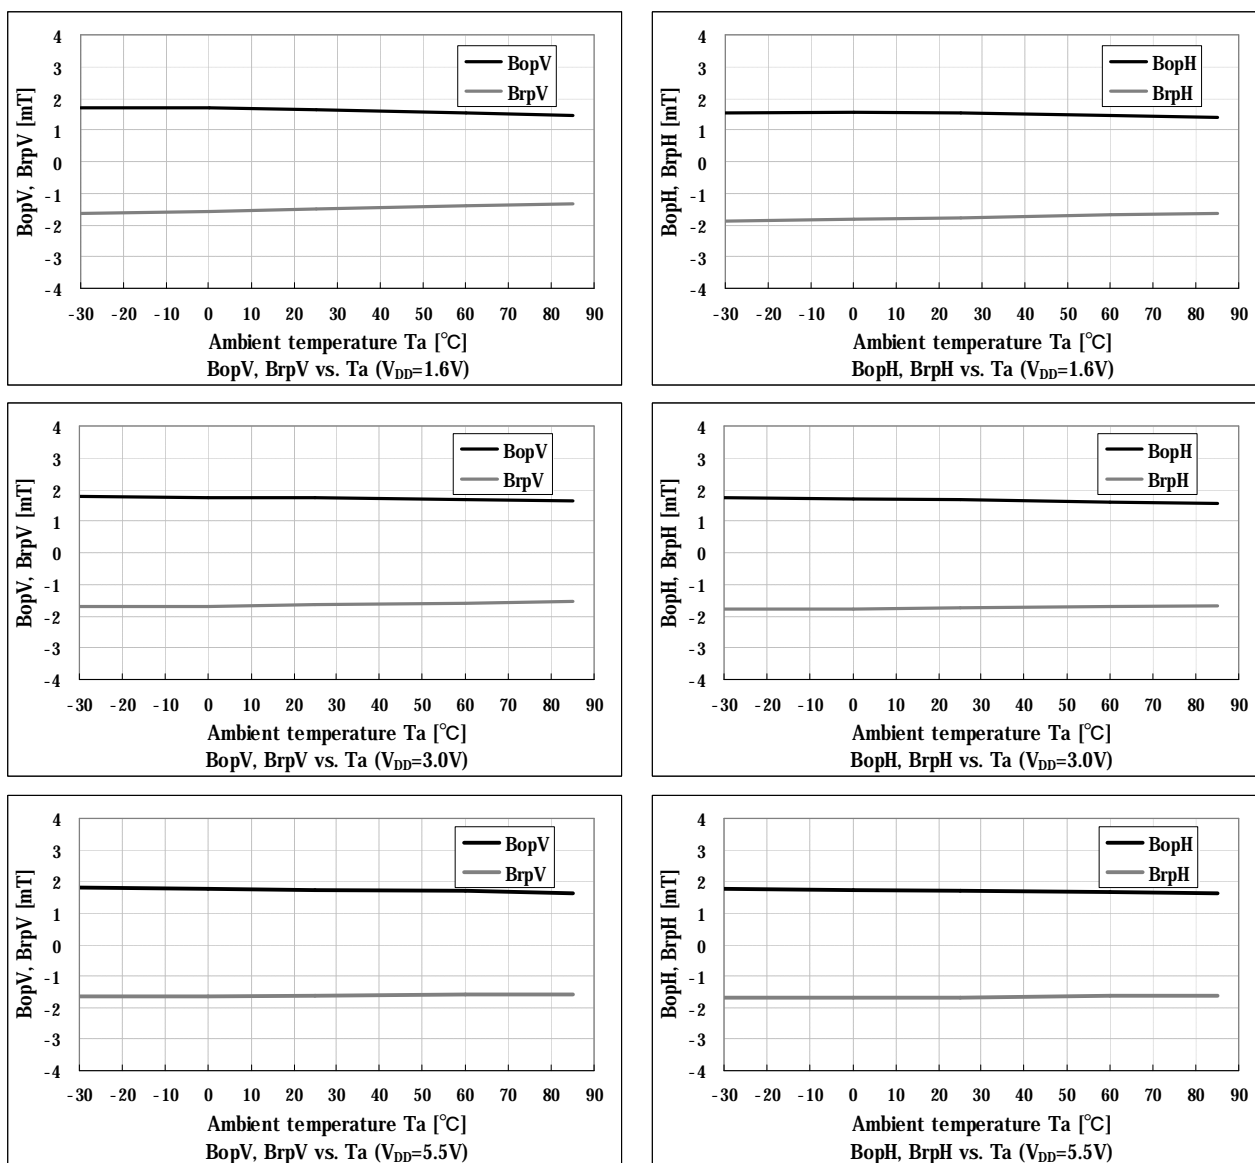 4
3
2
1
0
-1
-2
-3
-4
BopV, BrpV [mT]
BopV
BrpV
-30 -20 -10 0 10 20 30 40 50 60 70 80 90
Ambient temperature Ta [℃]
BopV, BrpV vs. Ta (VDD=1.6V)
4
3
2
1
0
-1
-2
-3
-4
BopH, BrpH [mT]
BopH
BrpH
-30 -20 -10 0 10 20 30 40 50 60 70 80 90
Ambient temperature Ta [℃]
BopH, BrpH vs. Ta (VDD=1.6V)
4
3
2
1
0
-1
-2
-3
-4
BopV, BrpV [mT]
BopV
BrpV
-30 -20 -10 0 10 20 30 40 50 60 70 80 90
Ambient temperature Ta [℃]
BopV, BrpV vs. Ta (VDD=3.0V)
4
3
2
1
0
-1
-2
-3
-4
BopH, BrpH [mT]
BopH
BrpH
-30 -20 -10 0 10 20 30 40 50 60 70 80 90
Ambient temperature Ta [℃]
BopH, BrpH vs. Ta (VDD=3.0V)
4
3
2
1
0
-1
-2
-3
-4
BopV, BrpV [mT]
BopV
BrpV
-30 -20 -10 0 10 20 30 40 50 60 70 80 90
Ambient temperature Ta [℃]
BopV, BrpV vs. Ta (VDD=5.5V)
4
3
2
1
0
-1
-2
-3
-4
BopH, BrpH [mT]
BopH
BrpH
-30 -20 -10 0 10 20 30 40 50 60 70 80 90
Ambient temperature Ta [℃]
BopH, BrpH vs. Ta (VDD=5.5V)